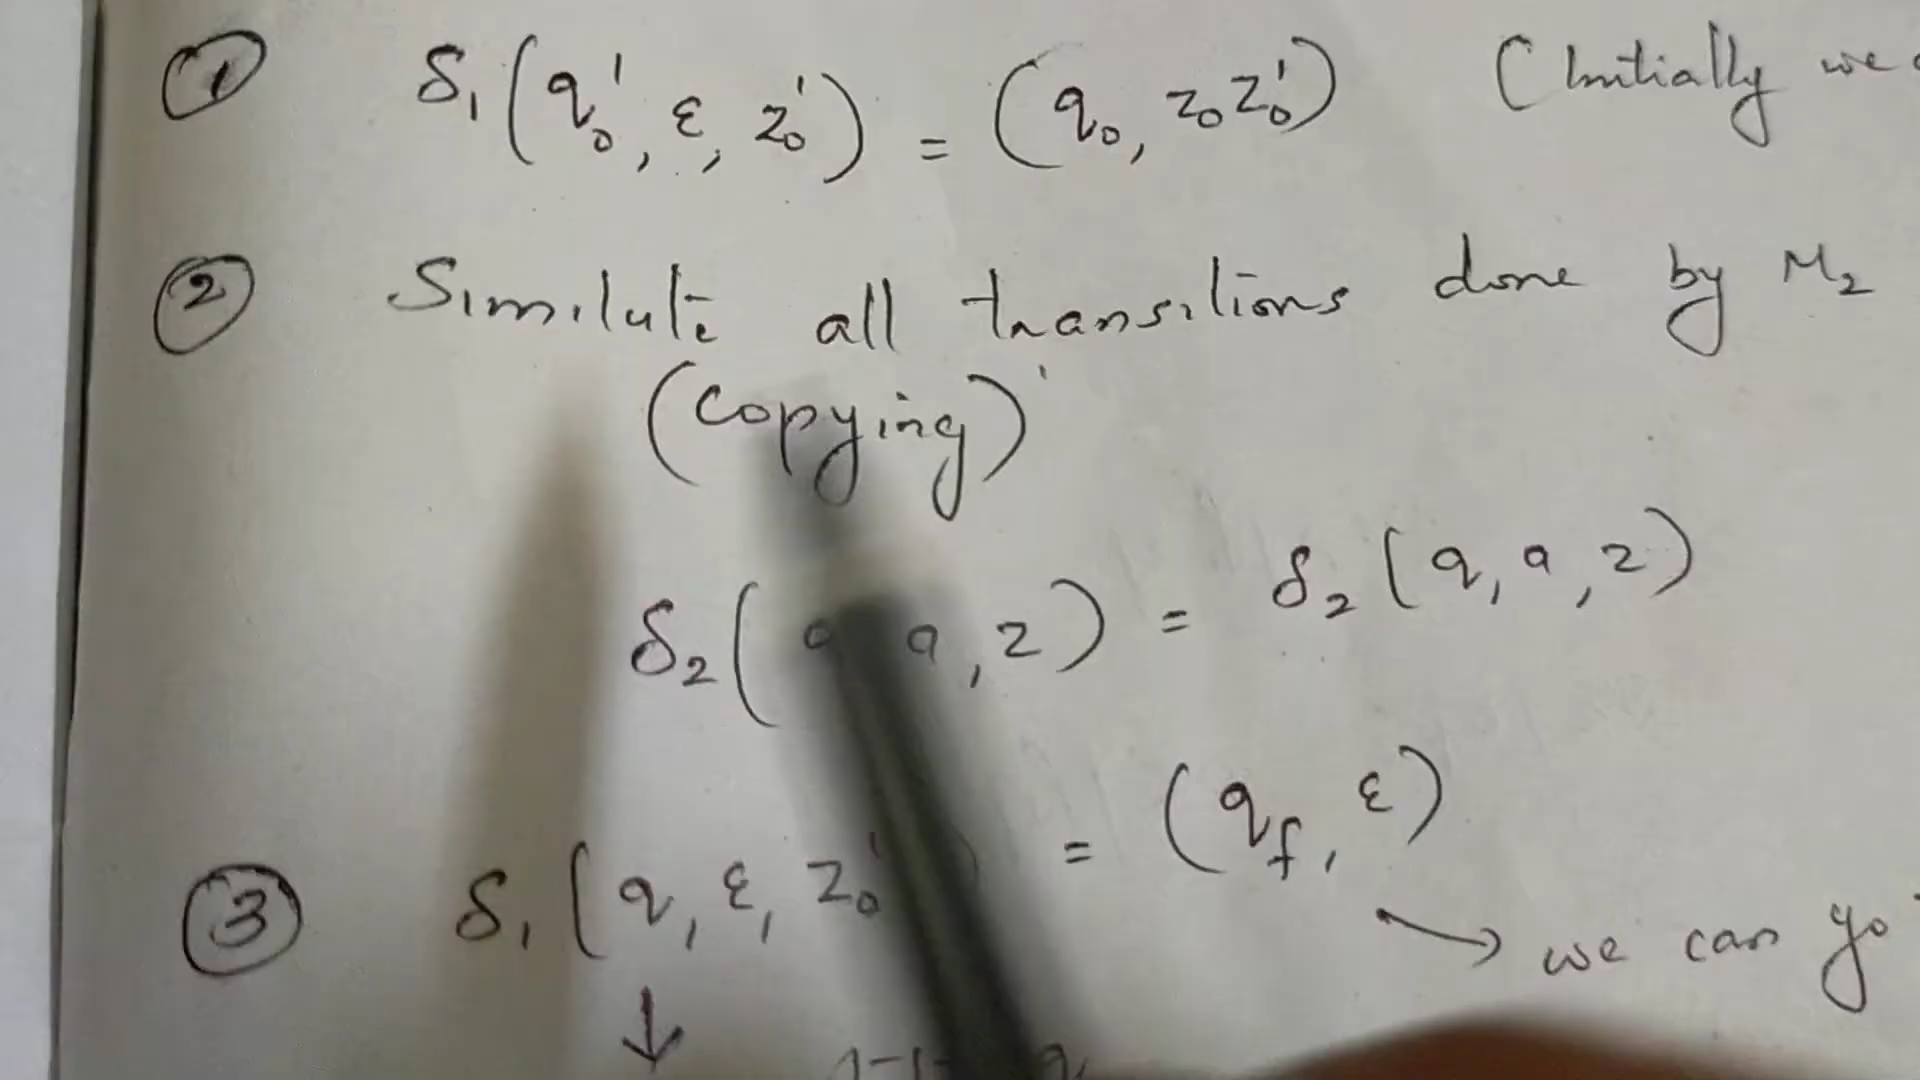 ① δ₁(q₀', ε, z₀') = (q₀, z₀z₀') (Initially we
② Simulute all transitions done by M₂
(copying)
δ₂( a, z) = δ₂(q, a, z)
③ δ₁(q, ε, z₀' ) = (q_f, ε)
↓ → we can go